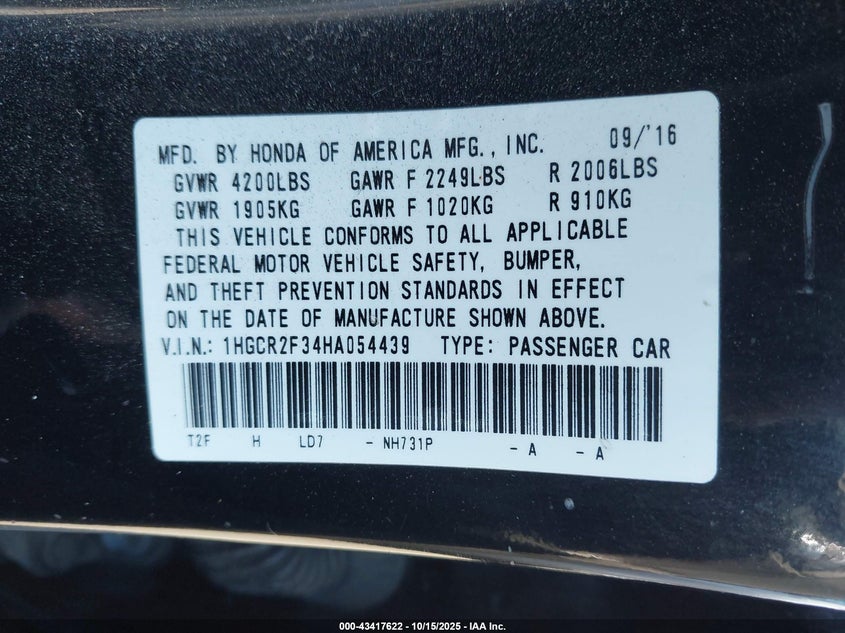 MFD. BY HONDA OF AMERICA MFG., INC. 09/'16
GVWR 4200LBS GAWR F 2249LBS R 2006LBS
GVWR 1905KG GAWR F 1020KG R 910KG
THIS VEHICLE CONFORMS TO ALL APPLICABLE
FEDERAL MOTOR VEHICLE SAFETY, BUMPER,
AND THEFT PREVENTION STANDARDS IN EFFECT
ON THE DATE OF MANUFACTURE SHOWN ABOVE.
V.I.N.: 1HGCR2F34HA054439 TYPE: PASSENGER CAR
T2F H LD7 - NH731P - A - A
000-43417622 - 10/15/2025 - IAA Inc.